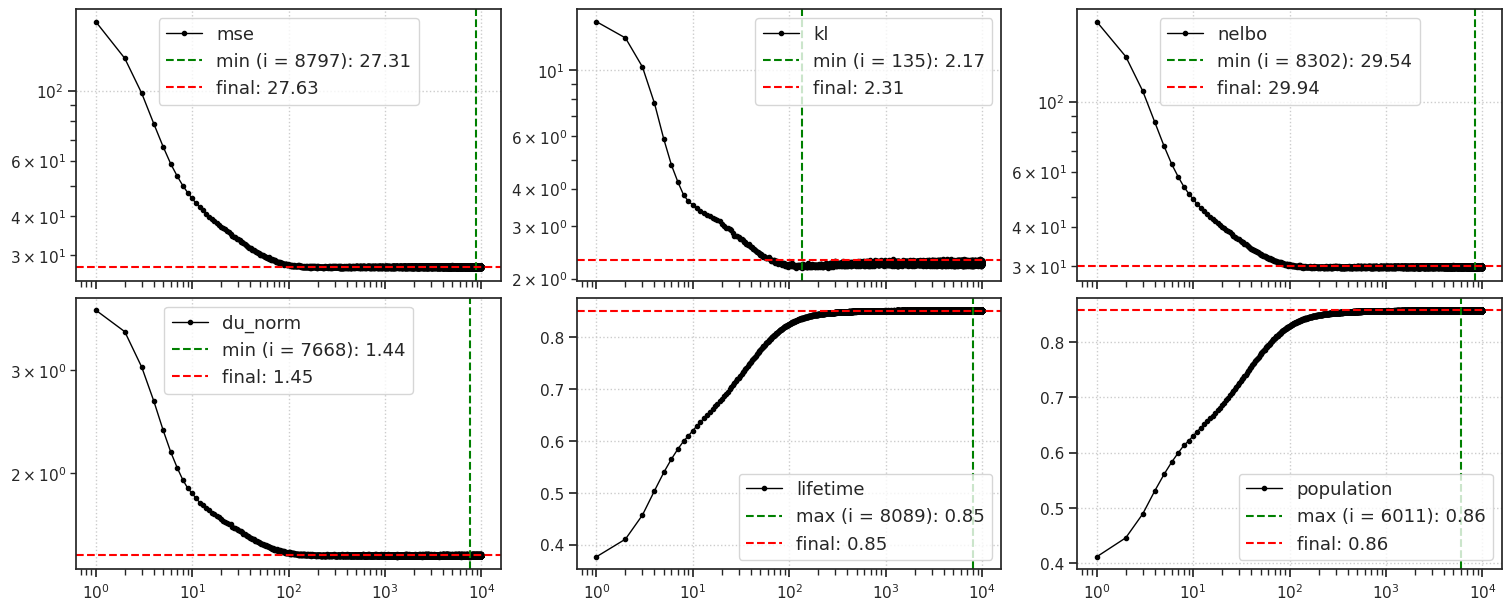 mse
min (i = 8797): 27.31
final: 27.63
10²
6 × 10¹
4 × 10¹
3 × 10¹
kl
min (i = 135): 2.17
final: 2.31
10¹
6 × 10⁰
4 × 10⁰
3 × 10⁰
2 × 10⁰
nelbo
min (i = 8302): 29.54
final: 29.94
10²
6 × 10¹
4 × 10¹
3 × 10¹
du_norm
min (i = 7668): 1.44
final: 1.45
3 × 10⁰
2 × 10⁰
10⁰ 10¹ 10² 10³ 10⁴
0.8
0.7
0.6
0.5
0.4
lifetime
max (i = 8089): 0.85
final: 0.85
10⁰ 10¹ 10² 10³ 10⁴
0.8
0.7
0.6
0.5
0.4
population
max (i = 6011): 0.86
final: 0.86
10⁰ 10¹ 10² 10³ 10⁴